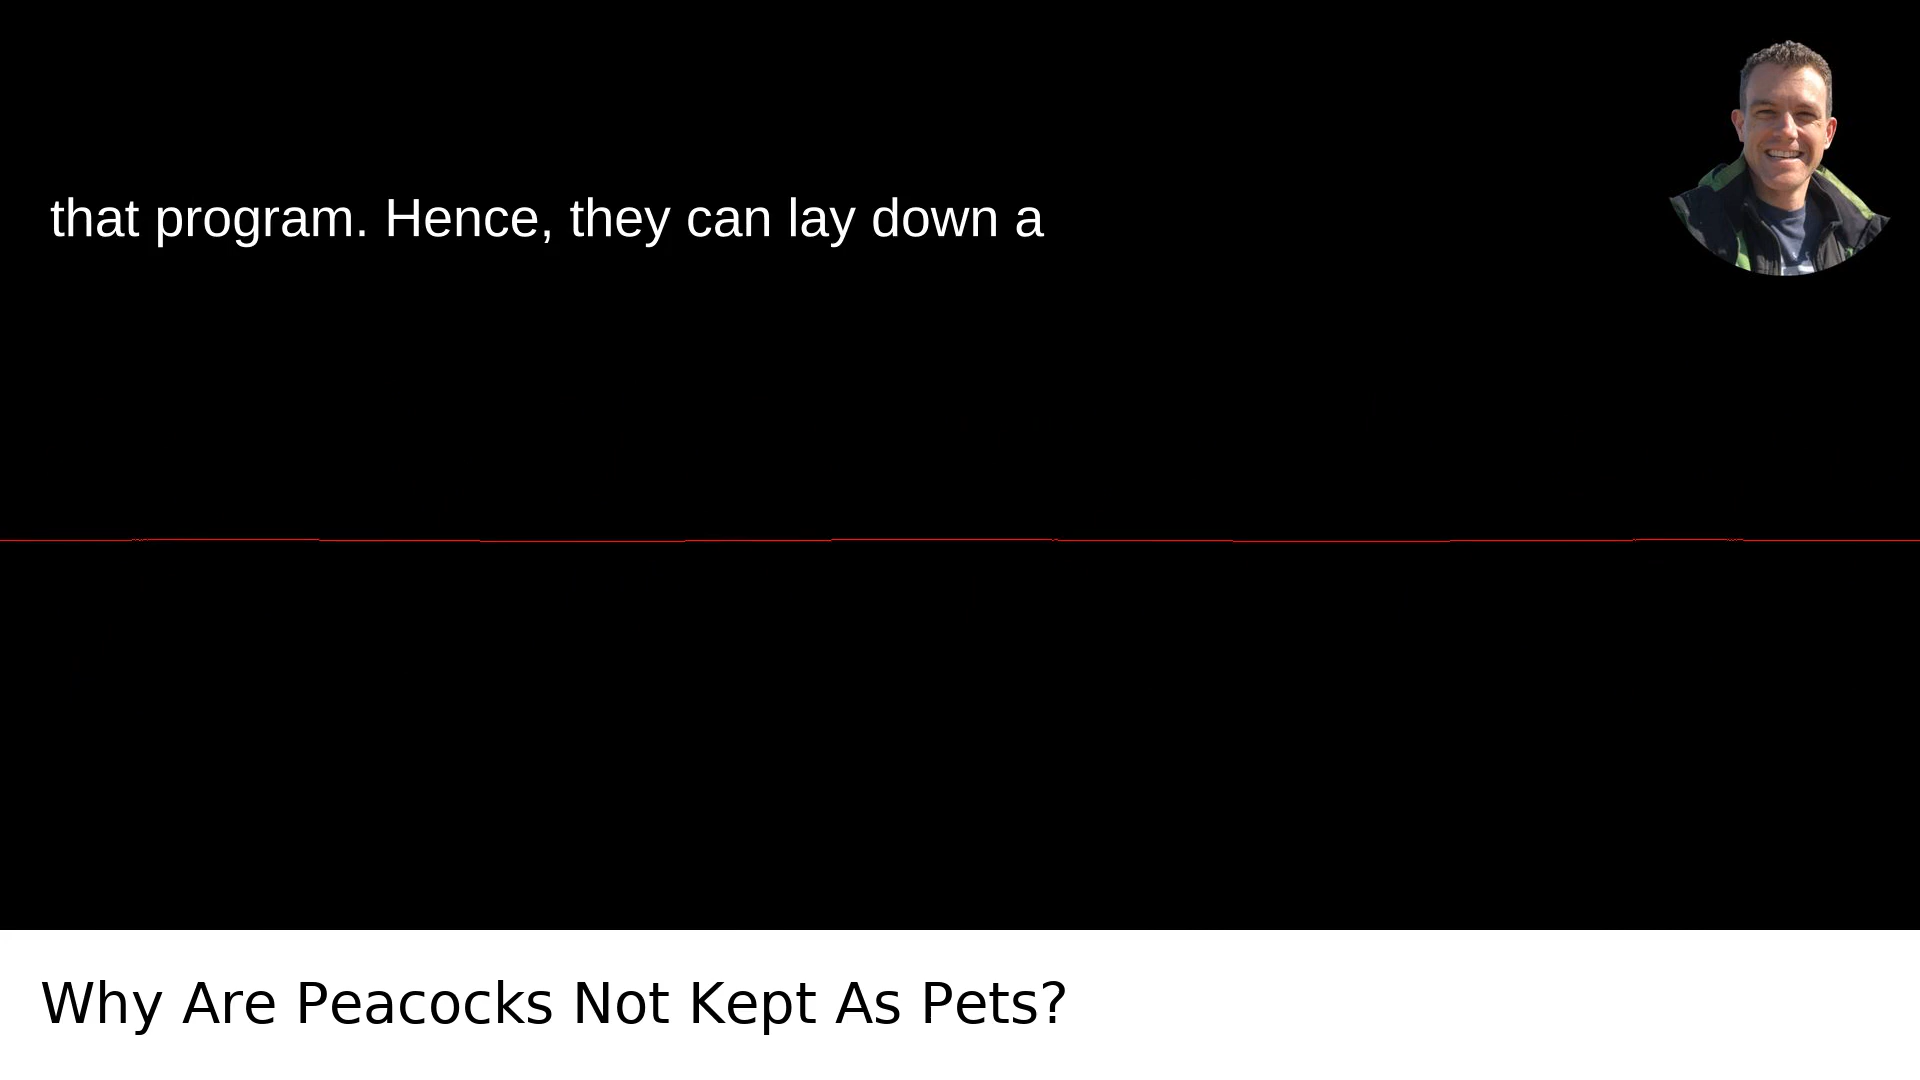 that program. Hence, they can lay down a
Why Are Peacocks Not Kept As Pets?